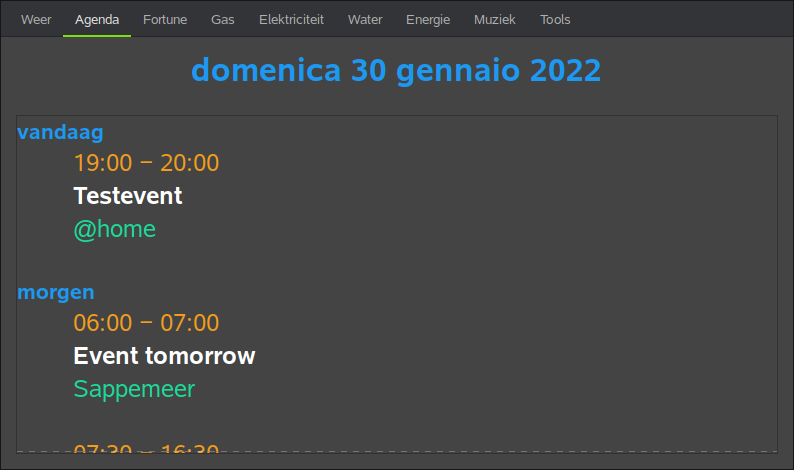 Weer Agenda Fortune Gas Elektriciteit Water Energie Muziek Tools
domenica 30 gennaio 2022
vandaag
19:00 – 20:00
Testevent
@home
morgen
06:00 – 07:00
Event tomorrow
Sappemeer
07:30 – 16:30